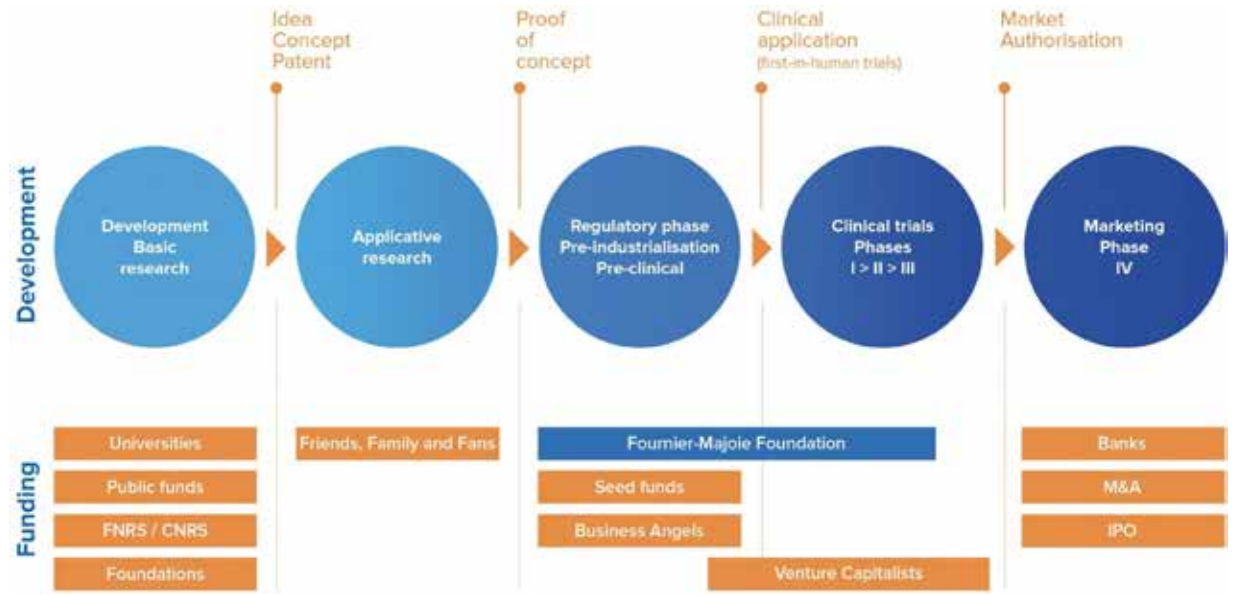 Idea
Concept
Patent
Proof
of
concept
Clinical
application
(first-in-human trials)
Market
Authorisation
Development
Development
Basic
research
Applicative
research
Regulatory phase
Pre-industrialisation
Pre-clinical
Clinical trials
Phases
I > II > III
Marketing
Phase
IV
Funding
Universities
Friends, Family and Fans
Fournier-Majoie Foundation
Banks
Public funds
Seed funds
M&A
FNRS / CNRS
Business Angels
IPO
Foundations
Venture Capitalists